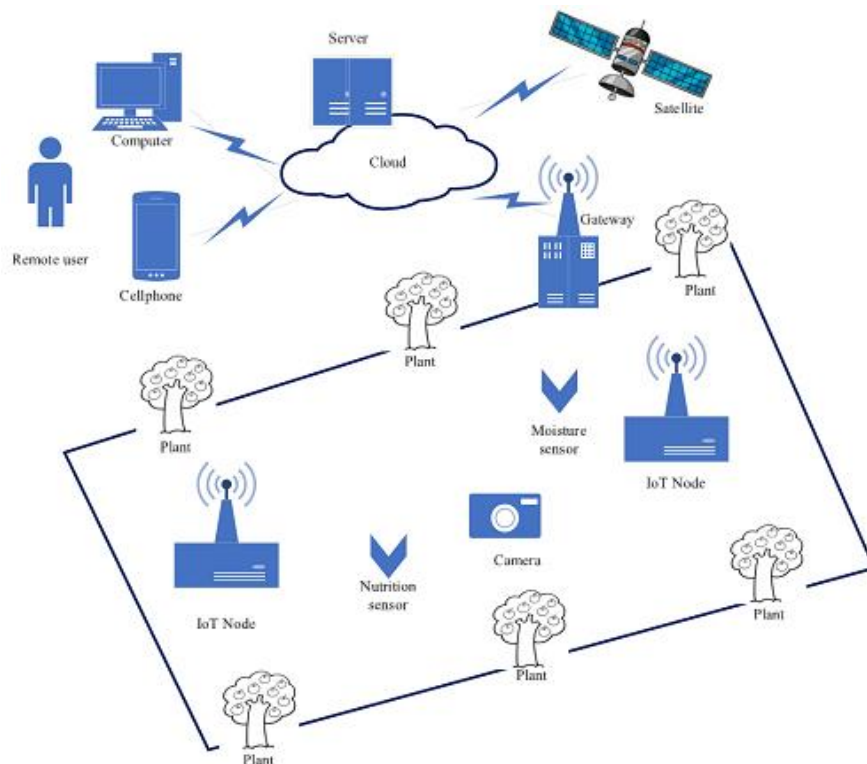 Server
Satellite
Computer
Cloud
Gateway
Remote user
Cellphone
Plant
Plant
Plant
Moisture
sensor
IoT Node
Camera
Nutrition
sensor
IoT Node
Plant
Plant
Plant